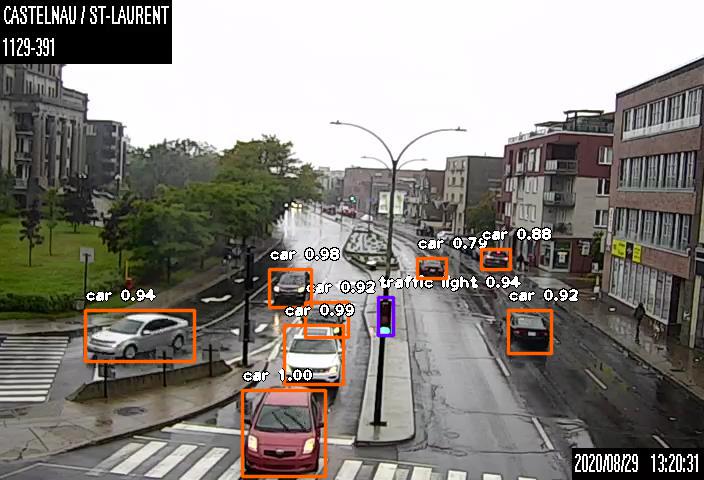 CASTELNAU / ST-LAURENT
1129-391
car 0.98
car 0.79
car 0.88
car 0.94
car 0.92
traffic light 0.94
car 0.99
car 0.92
car 1.00
2020/08/29 13:20:31